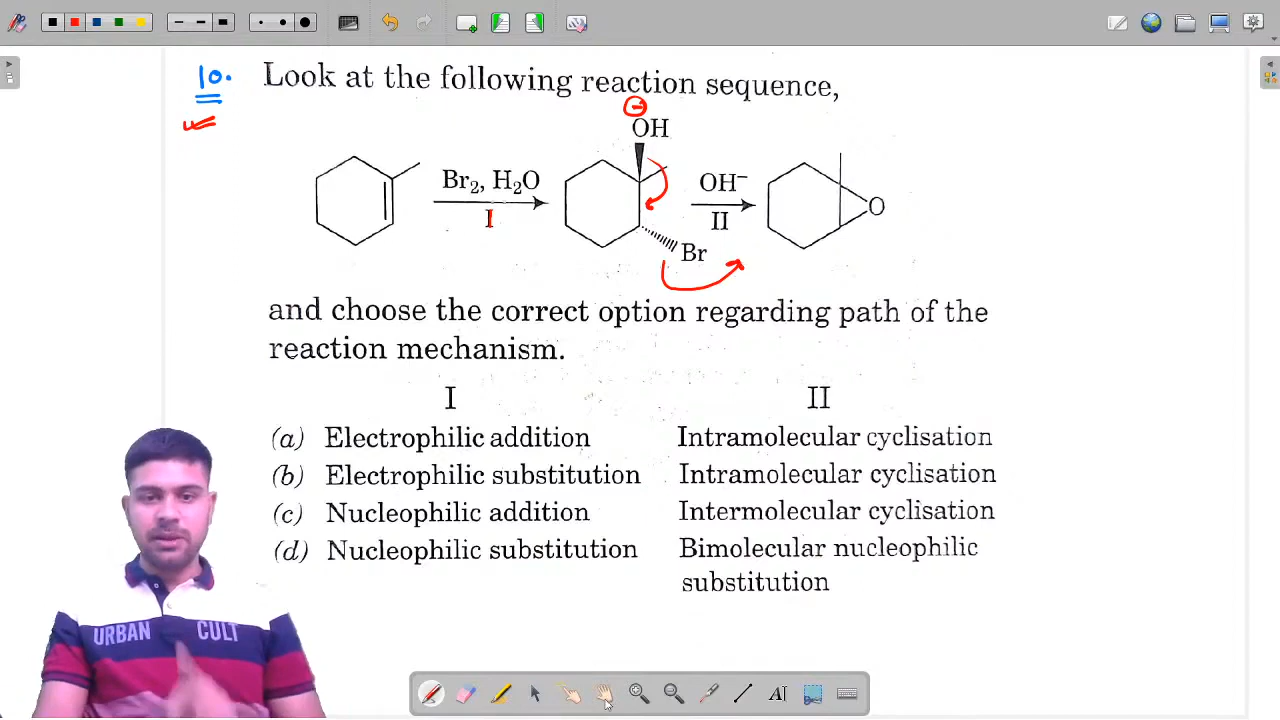 10. Look at the following reaction sequence,
⊖
OH
Br₂, H₂O
I
Br
OH⁻
II
O
and choose the correct option regarding path of the
reaction mechanism.
I II
(a) Electrophilic addition Intramolecular cyclisation
(b) Electrophilic substitution Intramolecular cyclisation
(c) Nucleophilic addition Intermolecular cyclisation
(d) Nucleophilic substitution Bimolecular nucleophilic
substitution
URBAN CULT
AI